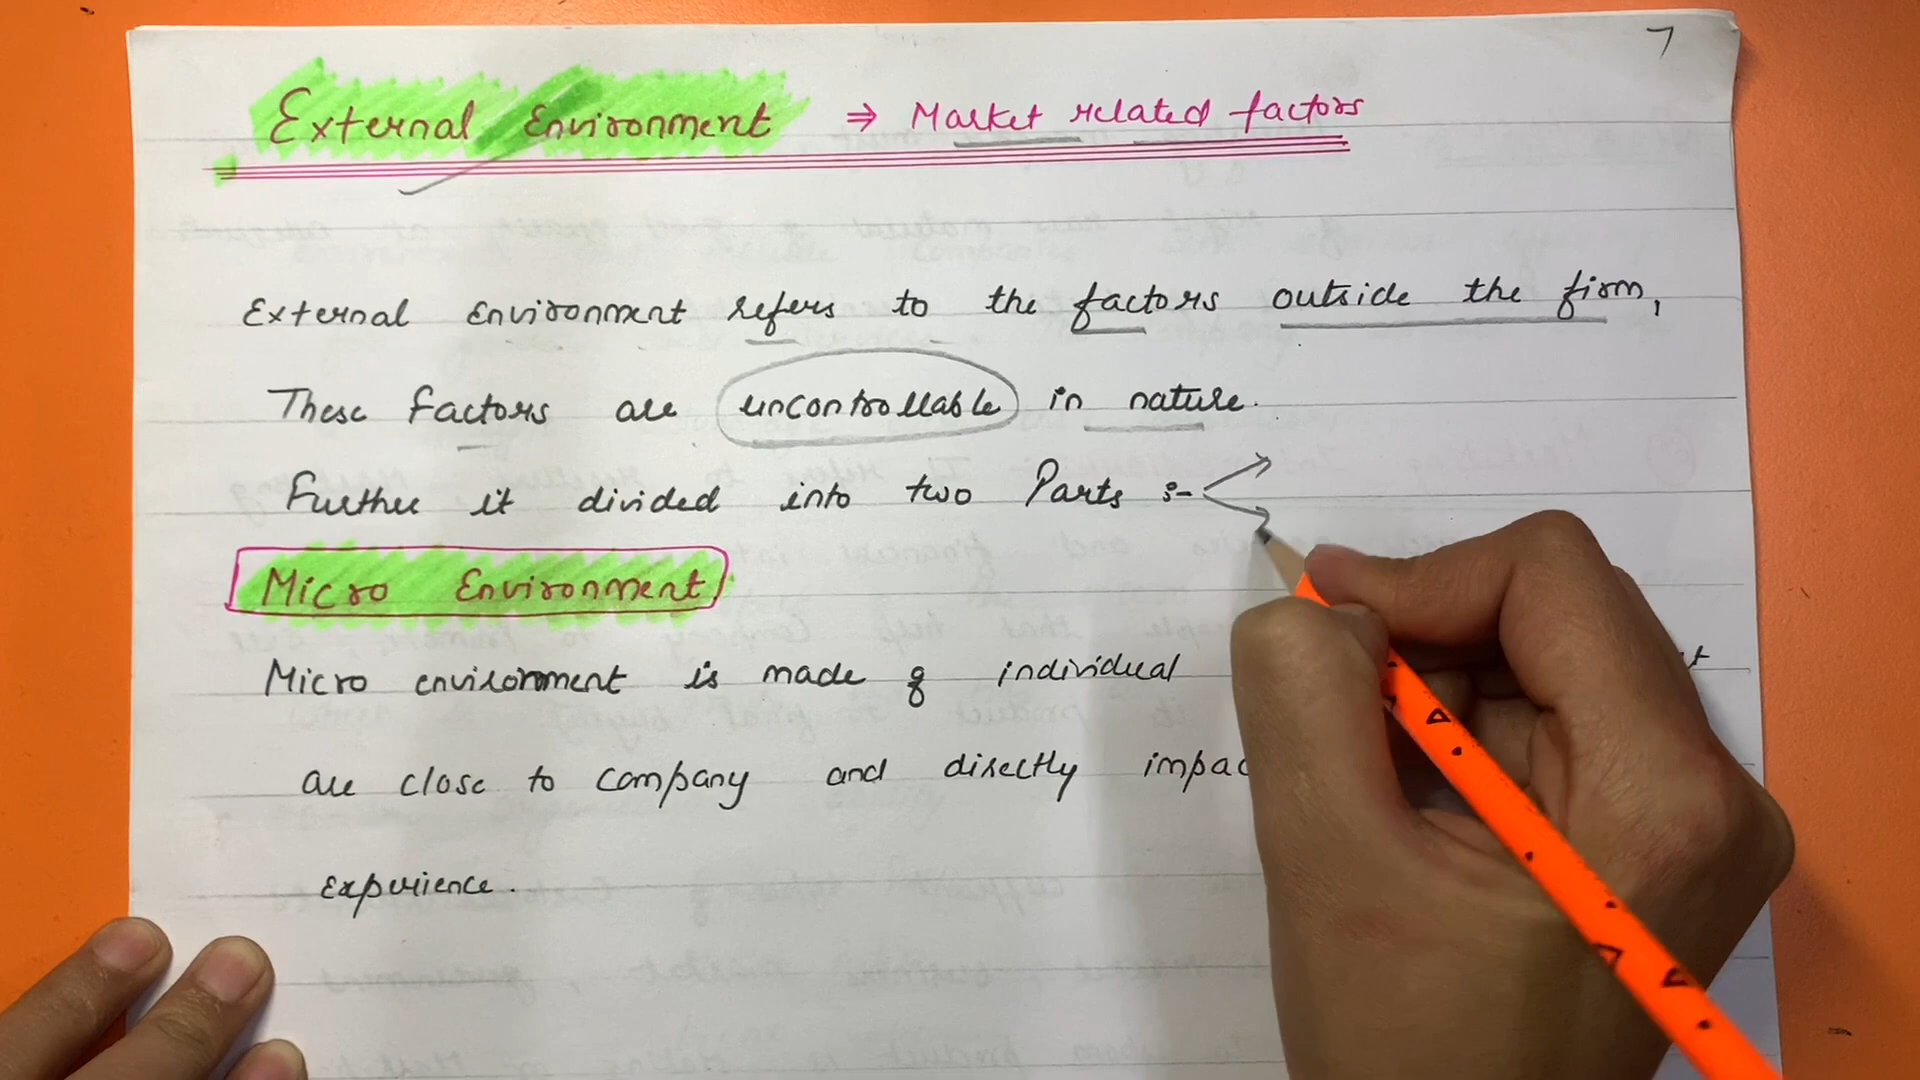 7
External Environment ⇒ Market related factors
External Environment refers to the factors outside the firm,
These factors are uncontrollable in nature.
Further it divided into two Parts :-
Micro Environment
Micro environment is made of individual
are close to company and directly impac
experience.